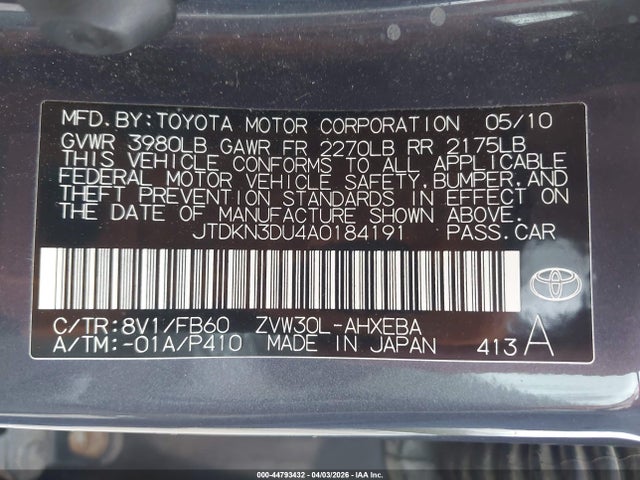 MFD. BY: TOYOTA MOTOR CORPORATION 05/10
GVWR 3980LB GAWR FR 2270LB RR 2175LB
THIS VEHICLE CONFORMS TO ALL APPLICABLE
FEDERAL MOTOR VEHICLE SAFETY, BUMPER, AND
THEFT PREVENTION STANDARDS IN EFFECT ON
THE DATE OF MANUFACTURE SHOWN ABOVE.
JTDKN3DU4A0184191 PASS. CAR
C/TR: 8V1/FB60 ZVW30L-AHXEBA
A/TM: -01A/P410 MADE IN JAPAN 413 A
000-44793432 04/03/2026 - IAA Inc.